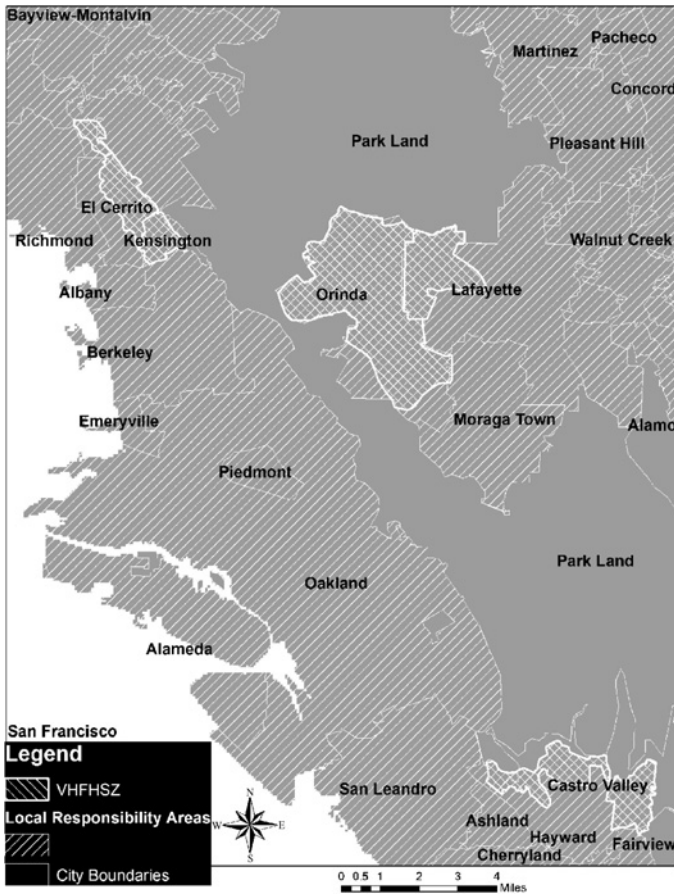 Bayview-Montalvin
Pacheco
Martinez
Concord
Park Land
Pleasant Hill
El Cerrito
Richmond
Kensington
Walnut Creek
Albany
Orinda
Lafayette
Berkeley
Emeryville
Moraga Town
Alamo
Piedmont
Park Land
Oakland
Alameda
San Francisco
Legend
VHFHSZ
Local Responsibility Areas
City Boundaries
N
W
E
S
San Leandro
Castro Valley
Ashland
Hayward
Fairview
Cherryland
0 0.5 1 2 3 4
Miles